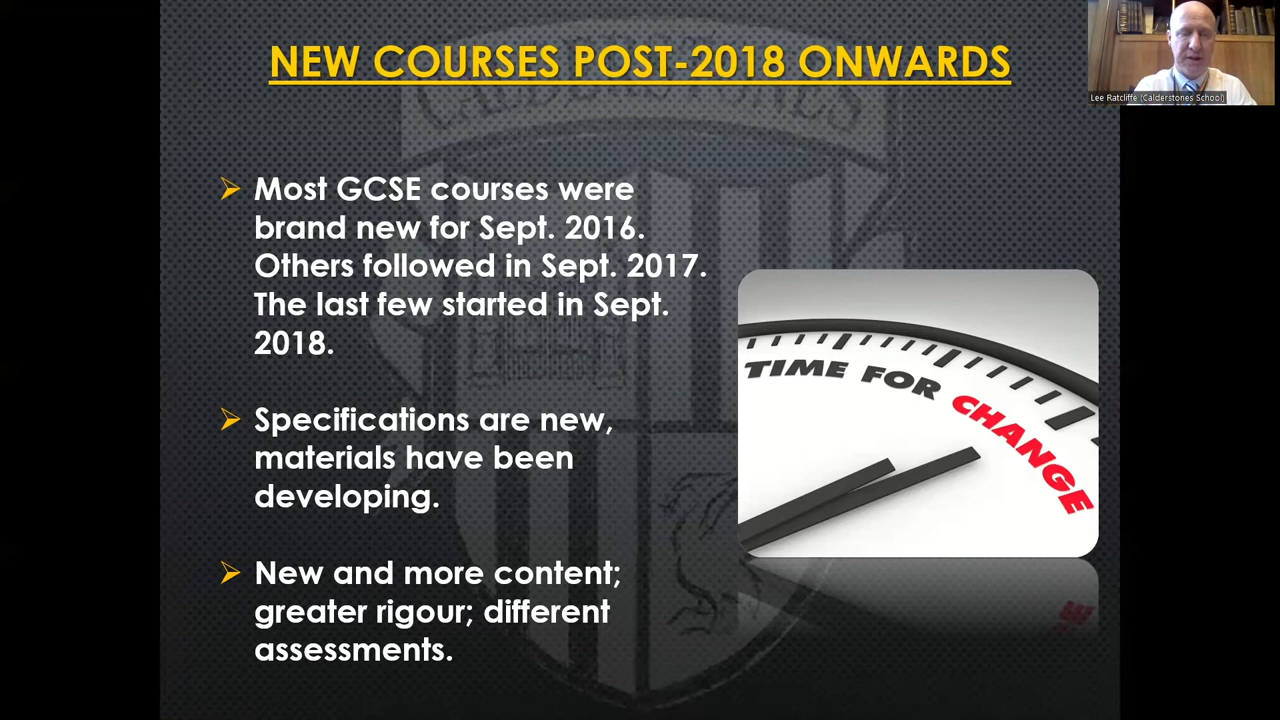 NEW COURSES POST-2018 ONWARDS
Lee Ratcliffe (Calderstones School)
Most GCSE courses were
brand new for Sept. 2016.
Others followed in Sept. 2017.
The last few started in Sept.
2018.
TIME FOR CHANGE
Specifications are new,
materials have been
developing.
New and more content;
greater rigour; different
assessments.